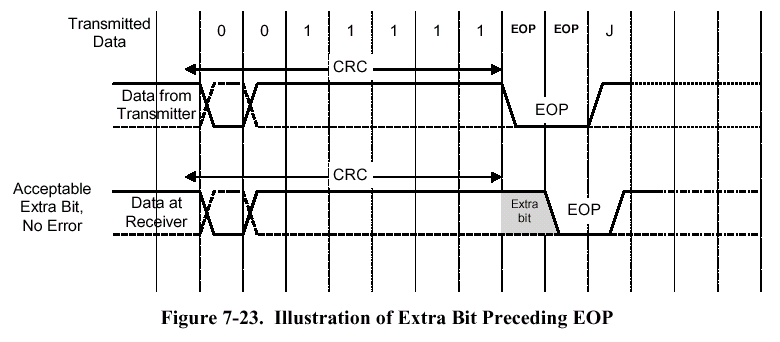 Transmitted
Data
0 0 1 1 1 1 1 EOP EOP J
CRC
Data from
Transmitter
EOP
CRC
Acceptable
Extra Bit,
No Error
Data at
Receiver
Extra
bit
EOP
Figure 7-23. Illustration of Extra Bit Preceding EOP